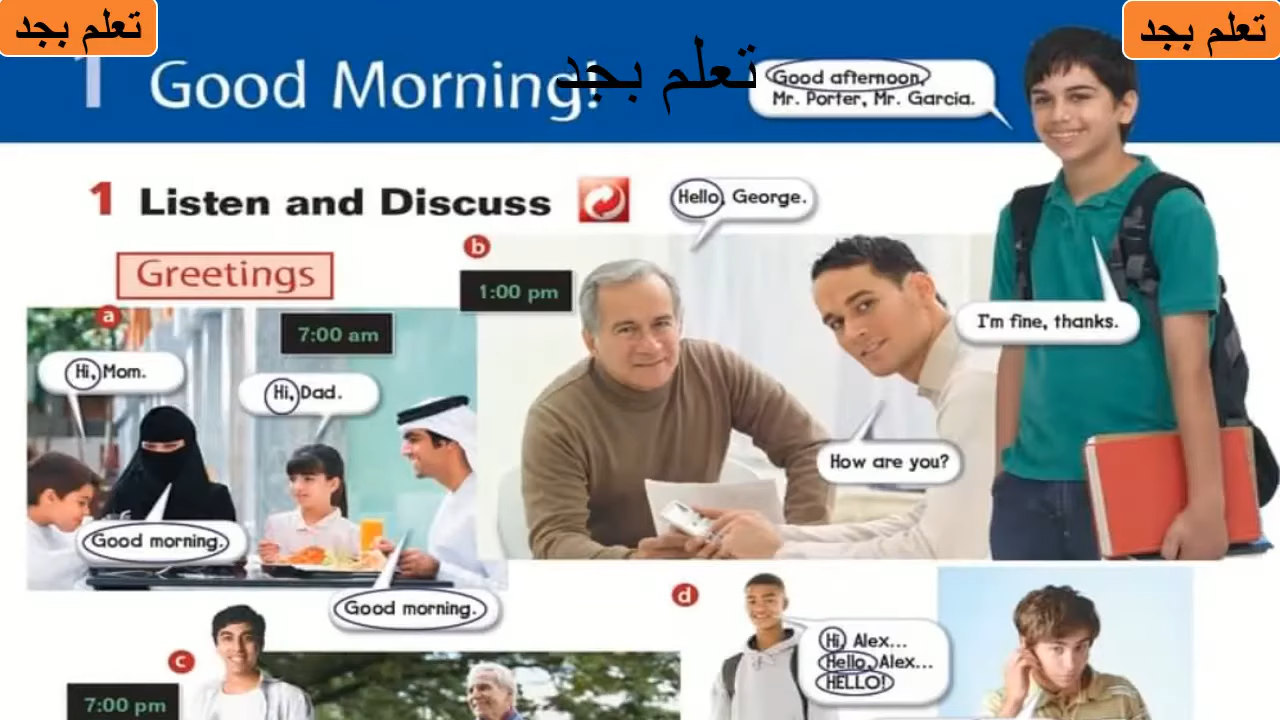 تعلم بجد
تعلم بجد
1 Good Morning!
تعلم بجد
Good afternoon,
Mr. Porter, Mr. Garcia.
1 Listen and Discuss
Hello, George.
Greetings
a
7:00 am
Hi, Mom.
Hi, Dad.
Good morning.
Good morning.
b
1:00 pm
How are you?
I'm fine, thanks.
c
7:00 pm
d
Hi, Alex...
Hello, Alex...
HELLO!